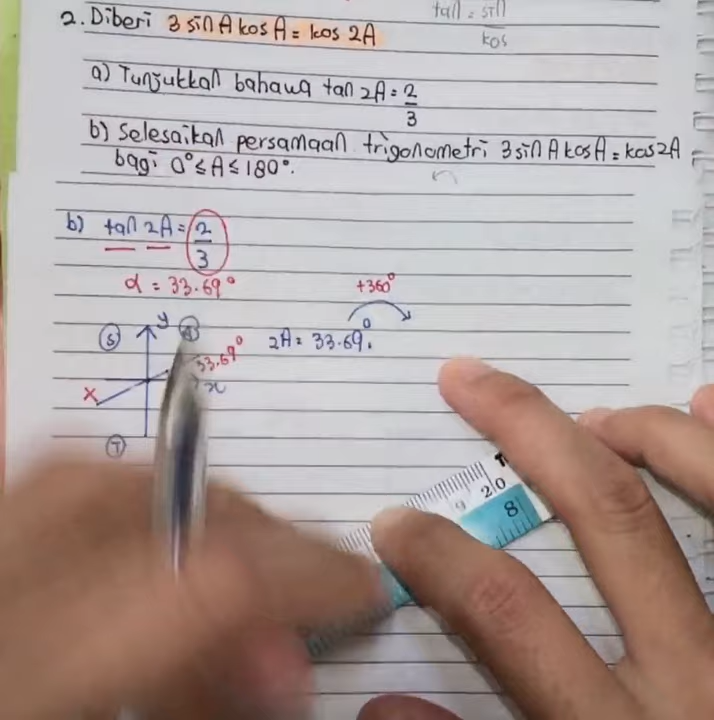 tan = sin
kos
2. Diberi 3 sin A kos A = kos 2A
a) Tunjukkan bahawa tan 2A = 2
3
b) Selesaikan persamaan trigonometri 3 sin A kos A = kos 2A
bagi 0° ≤ A ≤ 180°.
b) tan 2A = 2
3
α = 33.69°
+360°
S y A
2A = 33.69°,
33.69°
x x
T
9 20
8